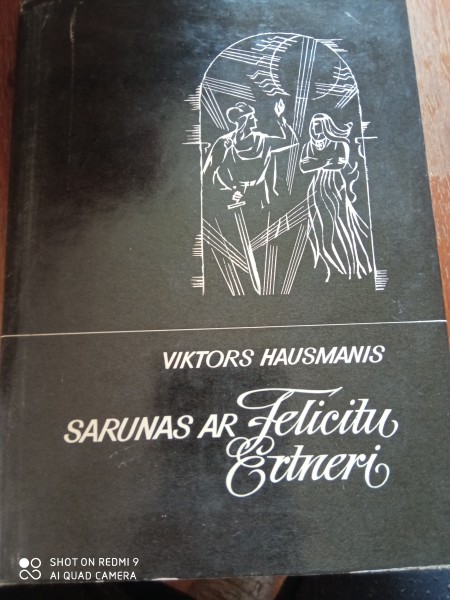 VIKTORS HAUSMANIS
SARUNAS AR Felicitu
Ertneri
SHOT ON REDMI 9
AI QUAD CAMERA